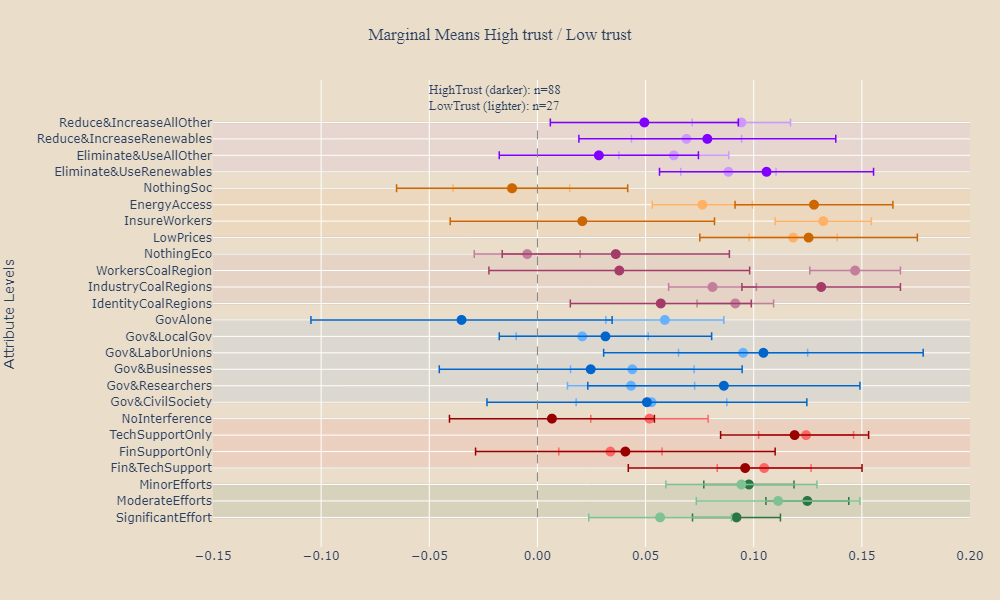 Marginal Means High trust / Low trust
HighTrust (darker): n=88
LowTrust (lighter): n=27
Attribute Levels
Reduce&IncreaseAllOther
Reduce&IncreaseRenewables
Eliminate&UseAllOther
Eliminate&UseRenewables
NothingSoc
EnergyAccess
InsureWorkers
LowPrices
NothingEco
WorkersCoalRegion
IndustryCoalRegions
IdentityCoalRegions
GovAlone
Gov&LocalGov
Gov&LaborUnions
Gov&Businesses
Gov&Researchers
Gov&CivilSociety
NoInterference
TechSupportOnly
FinSupportOnly
Fin&TechSupport
MinorEfforts
ModerateEfforts
SignificantEffort
−0.15 −0.10 −0.05 0.00 0.05 0.10 0.15 0.20